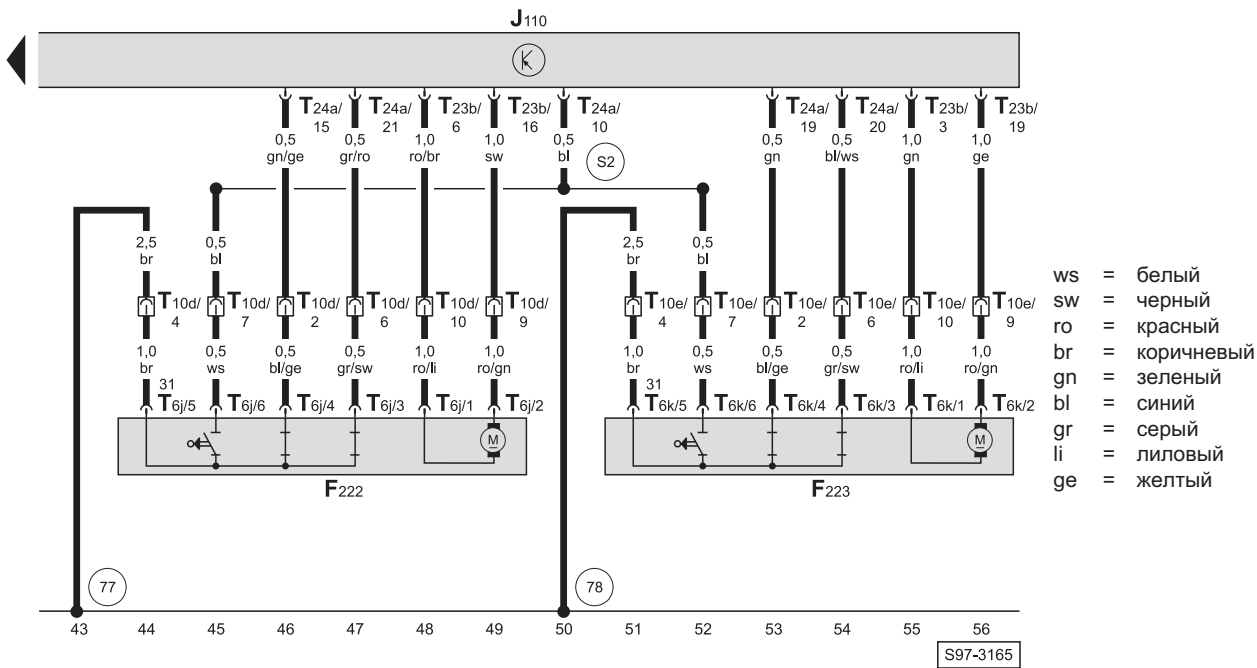 J110
T24a/ T24a/ T23b/ T23b/ T24a/ T24a/ T24a/ T23b/ T23b/
15 21 6 16 10 19 20 3 19
0,5 0,5 1,0 1,0 0,5 0,5 0,5 1,0 1,0
gn/ge gr/ro ro/br sw bl gn bl/ws gn ge
S2
2,5 0,5 2,5 0,5
br bl br bl
T10d/ T10d/ T10d/ T10d/ T10d/ T10d/ T10e/ T10e/ T10e/ T10e/ T10e/ T10e/
4 7 2 6 10 9 4 7 2 6 10 9
1,0 0,5 0,5 0,5 1,0 1,0 1,0 0,5 0,5 0,5 1,0 1,0
br ws bl/ge gr/sw ro/li ro/gn br ws bl/ge gr/sw ro/li ro/gn
31 31
T6j/5 T6j/6 T6j/4 T6j/3 T6j/1 T6j/2 T6k/5 T6k/6 T6k/4 T6k/3 T6k/1 T6k/2
M M
F222 F223
77 78
43 44 45 46 47 48 49 50 51 52 53 54 55 56
S97-3165
ws = белый
sw = черный
ro = красный
br = коричневый
gn = зеленый
bl = синий
gr = серый
li = лиловый
ge = желтый